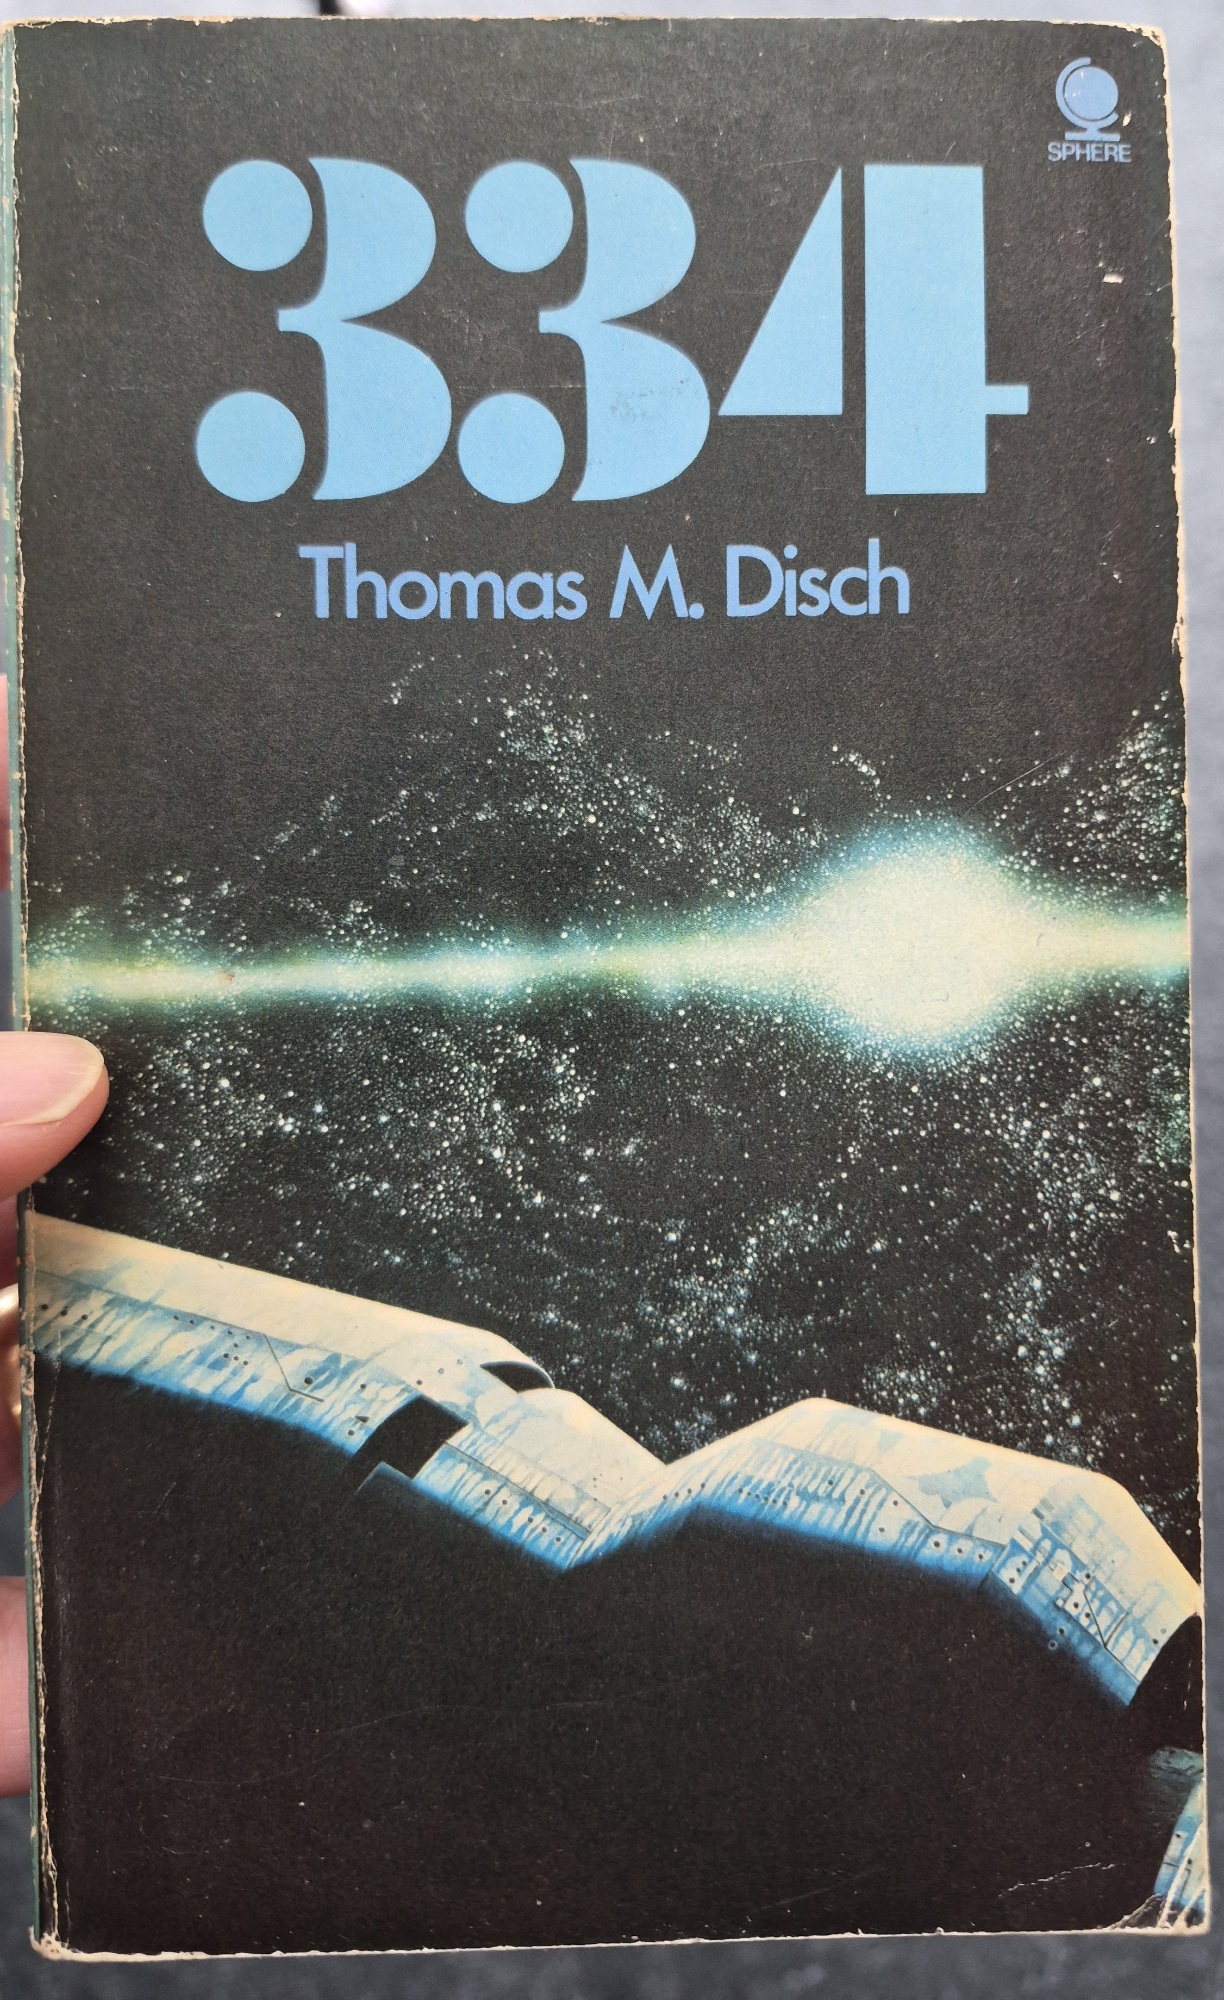 SPHERE
334
Thomas M. Disch